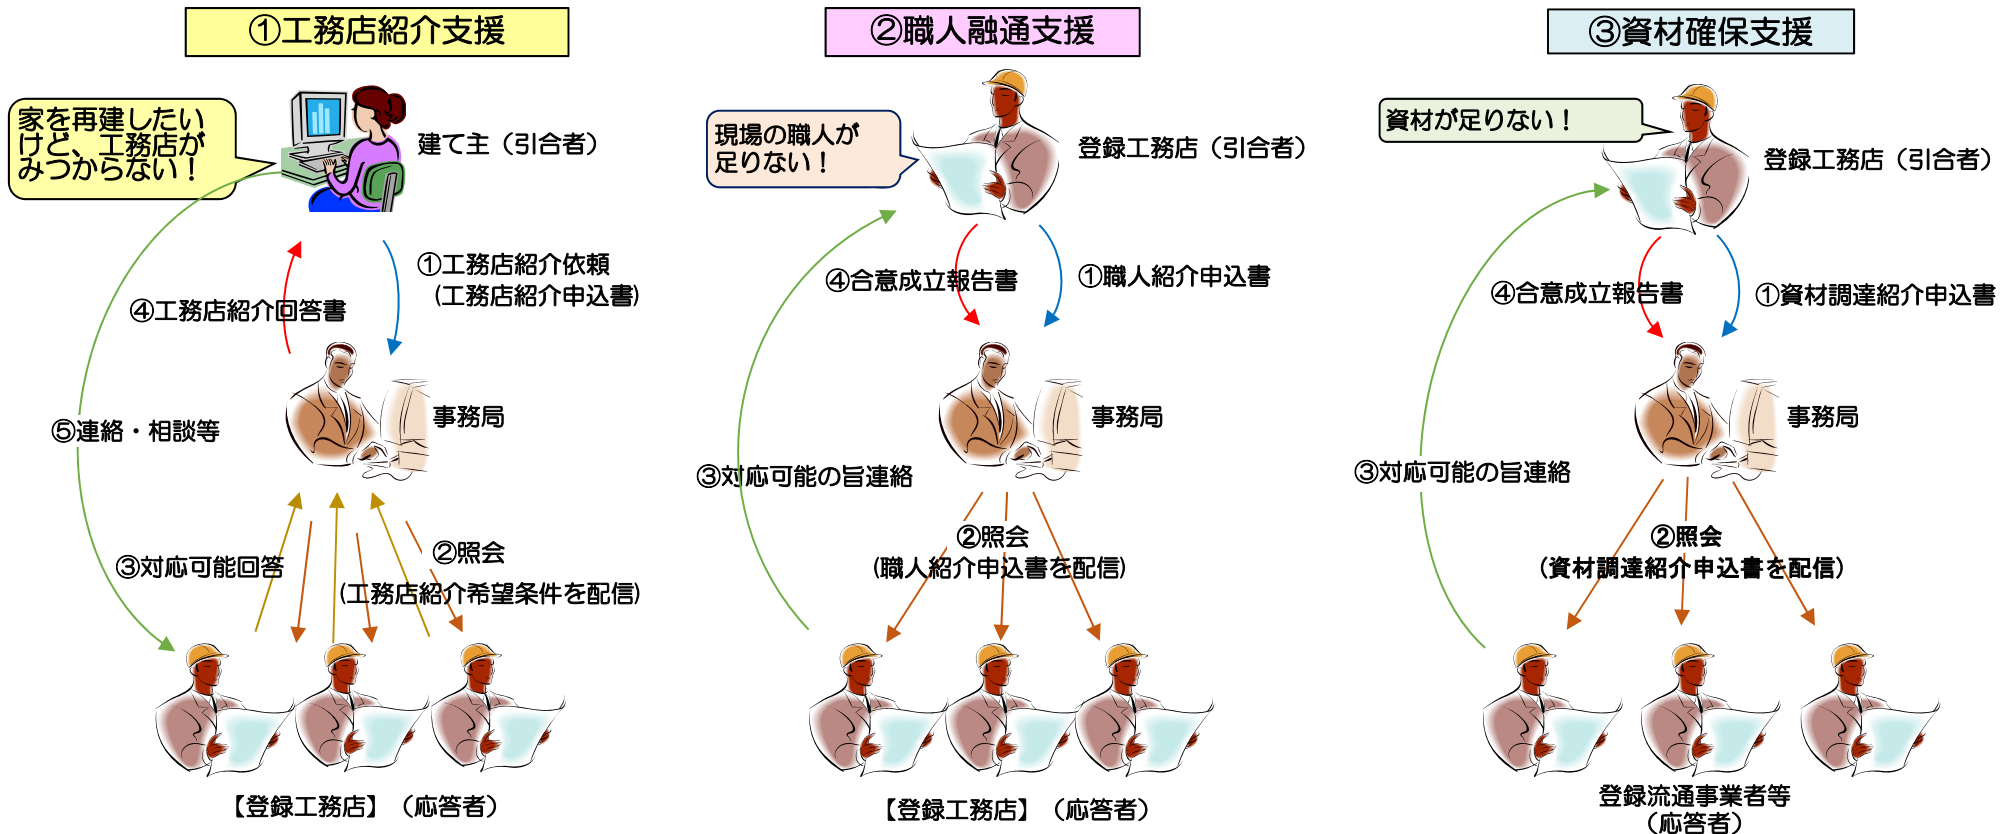 ①工務店紹介支援
家を再建したい
けど、工務店が
みつからない！
建て主（引合者）
①工務店紹介依頼
(工務店紹介申込書)
④工務店紹介回答書
事務局
⑤連絡・相談等
③対応可能回答
②照会
(工務店紹介希望条件を配信)
【登録工務店】（応答者）
②職人融通支援
現場の職人が
足りない！
登録工務店（引合者）
④合意成立報告書
①職人紹介申込書
事務局
③対応可能の旨連絡
②照会
(職人紹介申込書を配信)
【登録工務店】（応答者）
③資材確保支援
資材が足りない！
登録工務店（引合者）
④合意成立報告書
①資材調達紹介申込書
事務局
③対応可能の旨連絡
②照会
(資材調達紹介申込書を配信)
登録流通事業者等
（応答者）